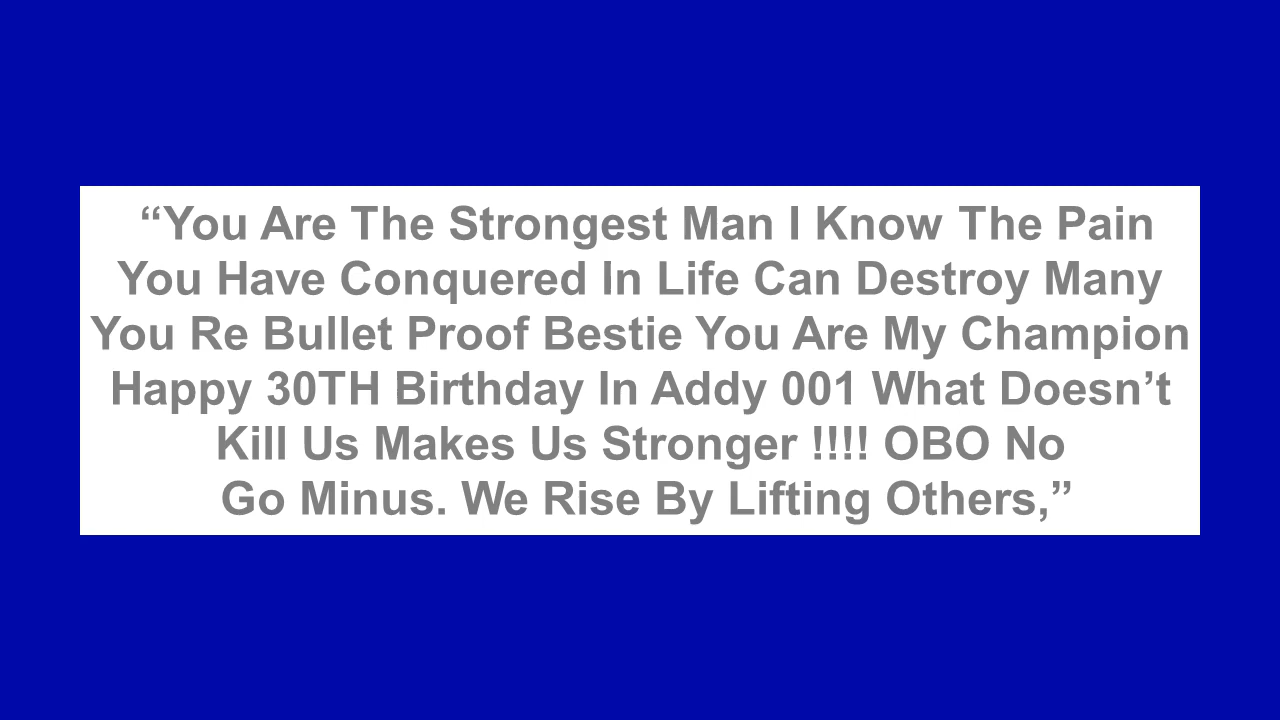 “You Are The Strongest Man I Know The Pain
You Have Conquered In Life Can Destroy Many
You Re Bullet Proof Bestie You Are My Champion
Happy 30TH Birthday In Addy 001 What Doesn’t
Kill Us Makes Us Stronger !!!! OBO No
Go Minus. We Rise By Lifting Others,”